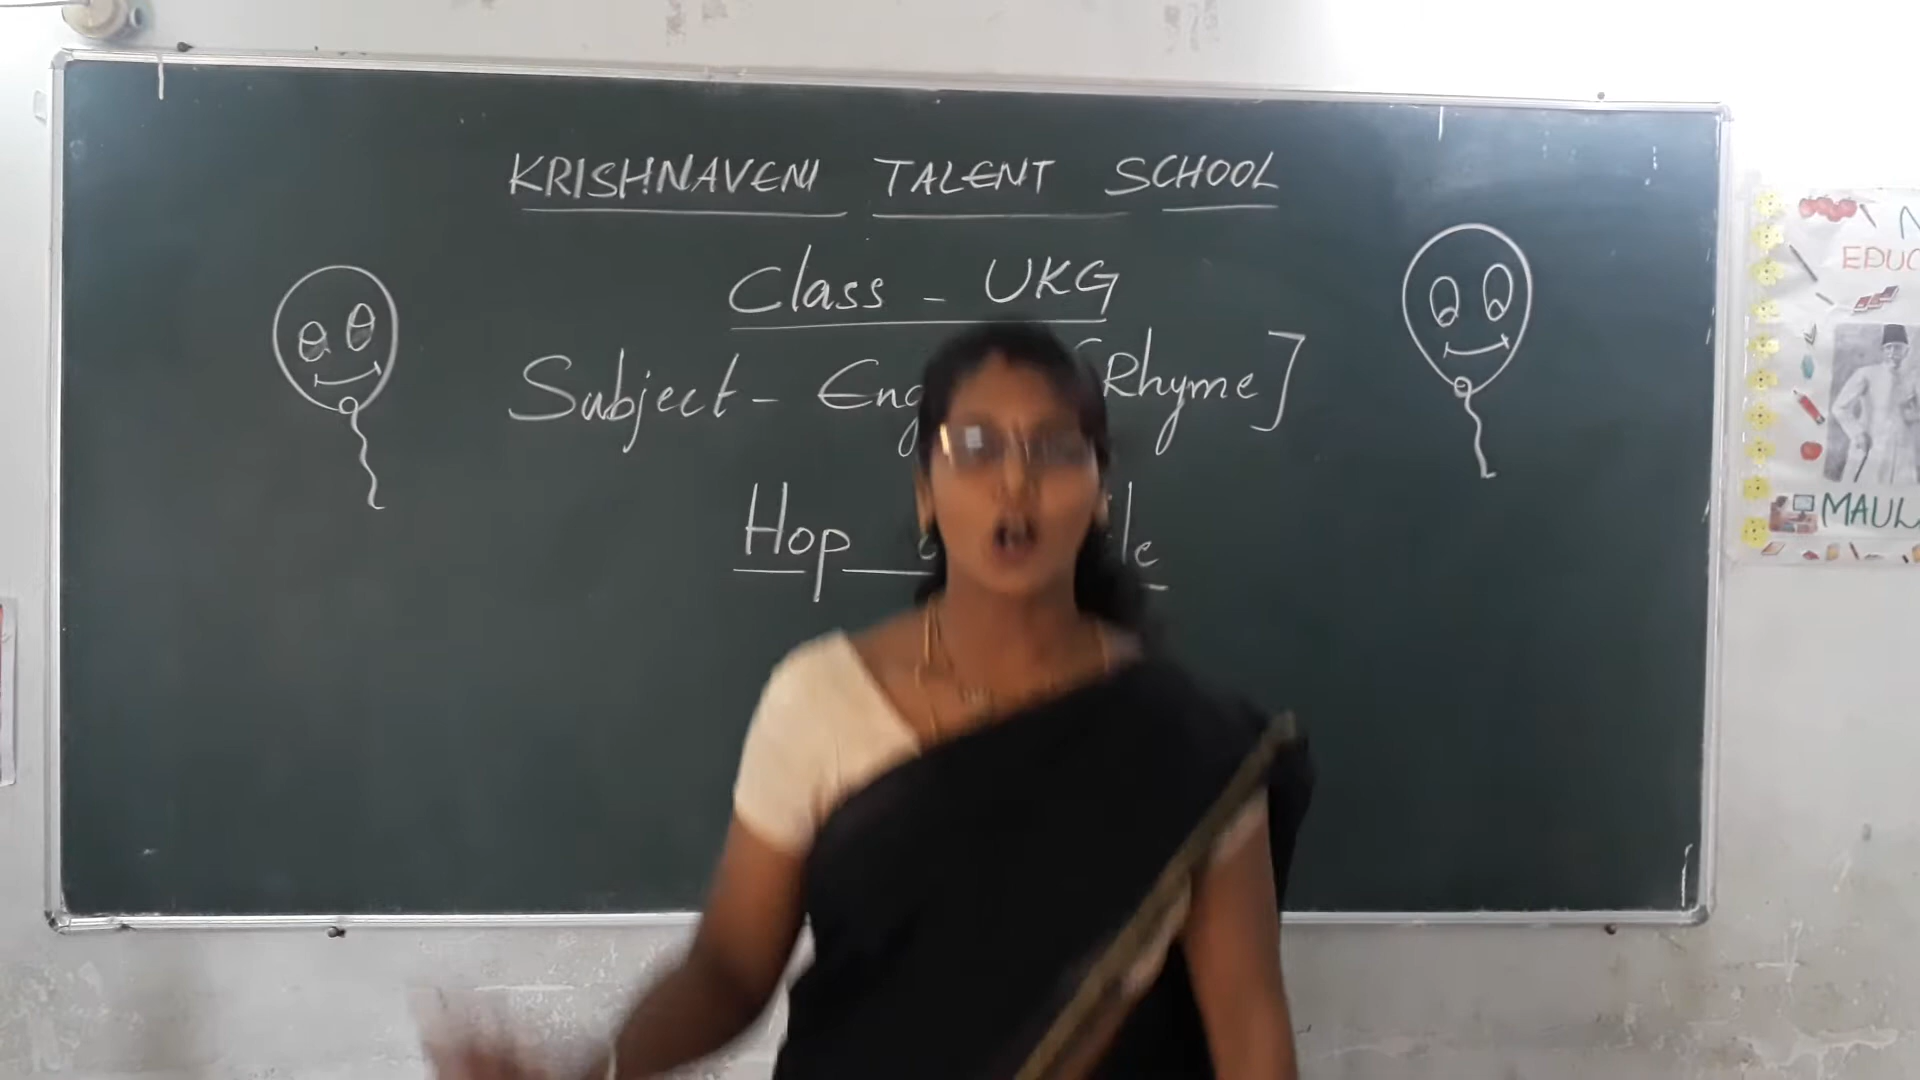 KRISHNAVENI TALENT SCHOOL
Class - UKG
Subject - Eng [Rhyme]
Hop
EDUC
MAUL